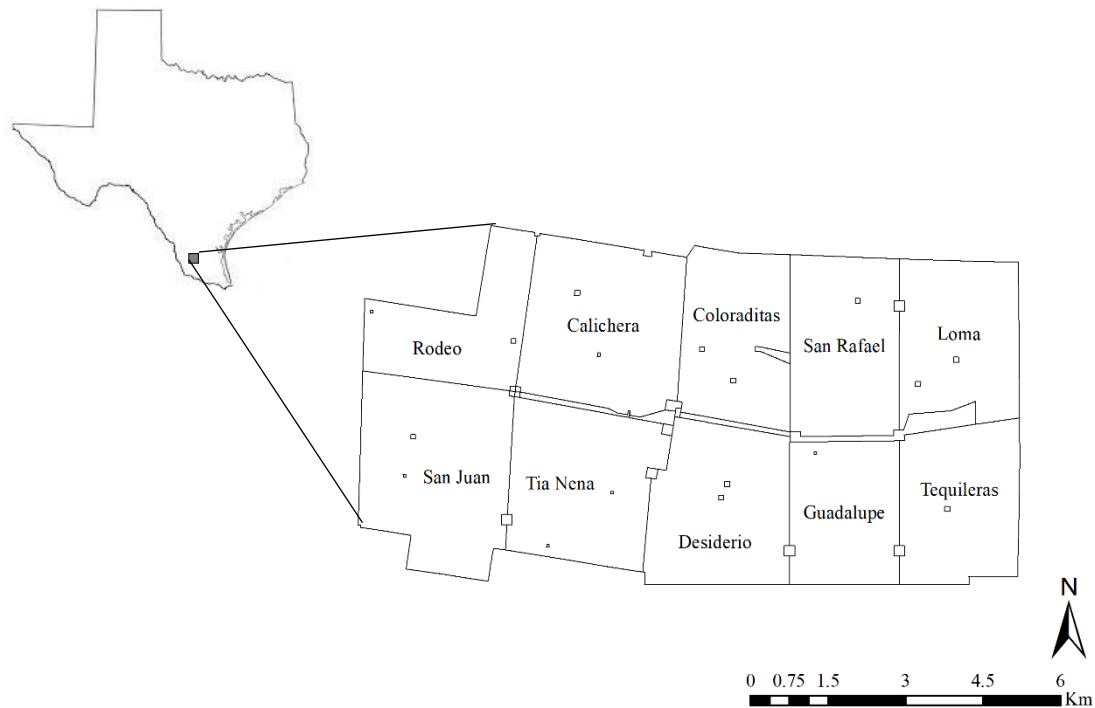 Coloraditas
Calichera
Loma
Rodeo
San Rafael
San Juan
Tia Nena
Tequileras
Guadalupe
Desiderio
N
0 0.75 1.5 3 4.5 6
Km